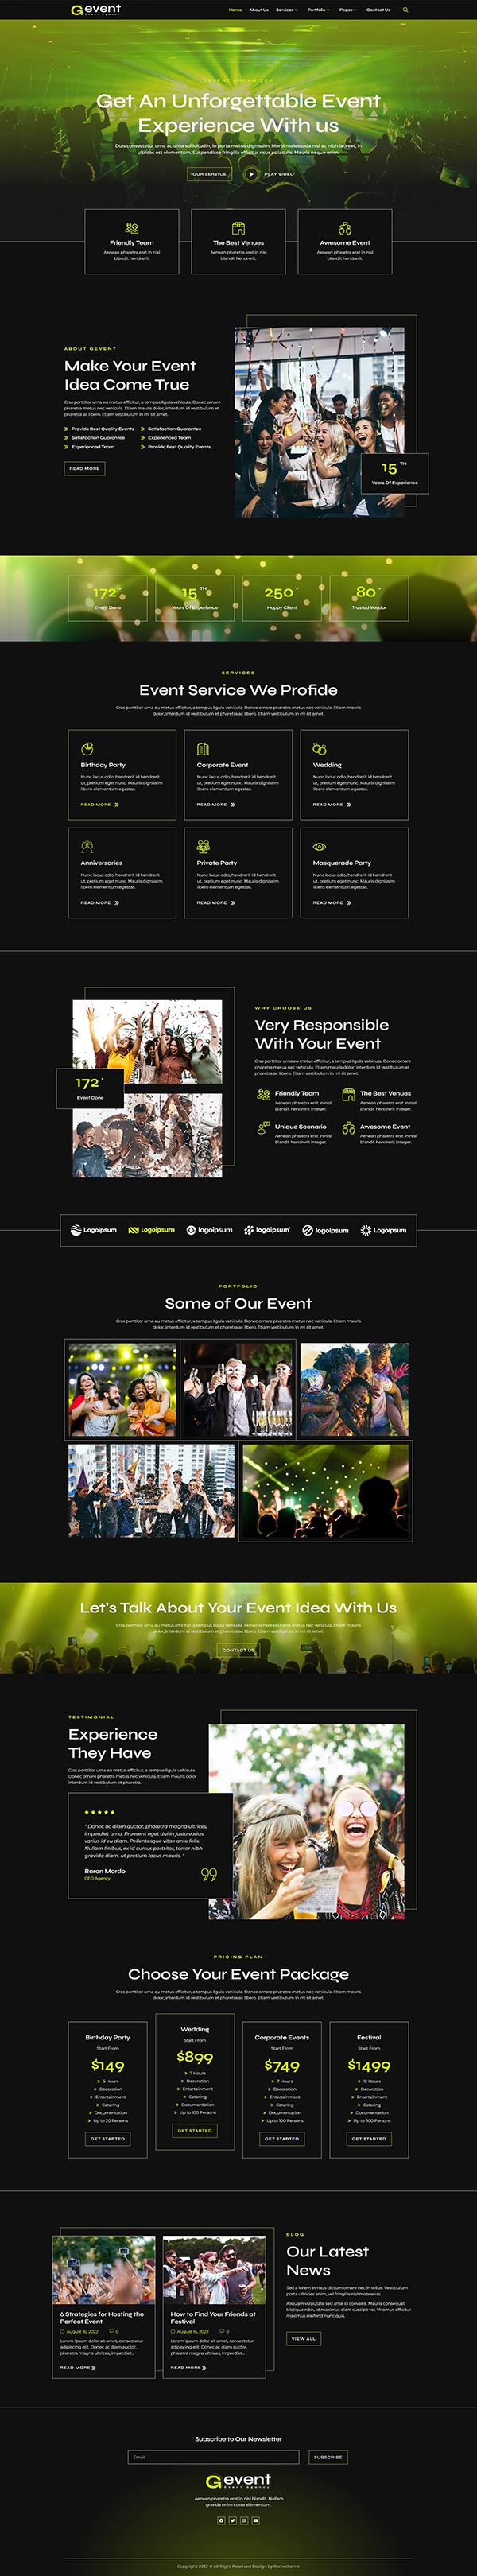 Gevent
Event Agency
Home About Us Services Portfolio Pages Contact Us
EVENT ORGANIZER
Get An Unforgettable Event
Experience With us
Duis consectetur urna ac urna sollicitudin, in porta metus dignissim. Morbi malesuada nisl ac nibh laoreet, in
ultrices est elementum. Suspendisse fringilla efficitur risus ac iaculis. Mauris neque enim.
OUR SERVICE PLAY VIDEO
Friendly Team
Aenean pharetra erat in nisl
blandit hendrerit.
The Best Venues
Aenean pharetra erat in nisl
blandit hendrerit.
Awesome Event
Aenean pharetra erat in nisl
blandit hendrerit.
ABOUT GEVENT
Make Your Event
Idea Come True
Cras porttitor urna eu metus efficitur, a tempus ligula vehicula. Donec ornare
pharetra metus nec vehicula. Etiam mauris dolor, interdum id vestibulum et
pharetra ac libero. Etiam vestibulum in mi sit amet.
Provide Best Quality Events Satisfaction Guarantee
Satisfaction Guarantee Experienced Team
Experienced Team Provide Best Quality Events
READ MORE
15 TH
Years Of Experience
172 +
Event Done
15 TH
Years Of Experience
250 +
Happy Client
80 +
Trusted Vendor
SERVICES
Event Service We Profide
Cras porttitor urna eu metus efficitur, a tempus ligula vehicula. Donec ornare pharetra metus nec vehicula. Etiam mauris
dolor, interdum id vestibulum et pharetra ac libero. Etiam vestibulum in mi sit amet.
Birthday Party
Nunc lacus odio, hendrerit id hendrerit
ut, pretium eget nunc. Mauris dignissim
libero elementum egestas.
READ MORE
Corporate Event
Nunc lacus odio, hendrerit id hendrerit
ut, pretium eget nunc. Mauris dignissim
libero elementum egestas.
READ MORE
Wedding
Nunc lacus odio, hendrerit id hendrerit
ut, pretium eget nunc. Mauris dignissim
libero elementum egestas.
READ MORE
Anniversaries
Nunc lacus odio, hendrerit id hendrerit
ut, pretium eget nunc. Mauris dignissim
libero elementum egestas.
READ MORE
Private Party
Nunc lacus odio, hendrerit id hendrerit
ut, pretium eget nunc. Mauris dignissim
libero elementum egestas.
READ MORE
Masquerade Party
Nunc lacus odio, hendrerit id hendrerit
ut, pretium eget nunc. Mauris dignissim
libero elementum egestas.
READ MORE
172 +
Event Done
WHY CHOOSE US
Very Responsible
With Your Event
Cras porttitor urna eu metus efficitur, a tempus ligula vehicula. Donec ornare
pharetra metus nec vehicula. Etiam mauris dolor, interdum id vestibulum et
pharetra ac libero. Etiam vestibulum in mi sit amet.
Friendly Team
Aenean pharetra erat in nisl
blandit hendrerit integer.
The Best Venues
Aenean pharetra erat in nisl
blandit hendrerit integer.
Unique Scenario
Aenean pharetra erat in nisl
blandit hendrerit integer.
Awesome Event
Aenean pharetra erat in nisl
blandit hendrerit integer.
Logoipsum Logoipsum logoipsum logoipsum logoipsum Logoipsum
PORTFOLIO
Some of Our Event
Cras porttitor urna eu metus efficitur, a tempus ligula vehicula. Donec ornare pharetra metus nec vehicula. Etiam mauris
dolor, interdum id vestibulum et pharetra ac libero. Etiam vestibulum in mi sit amet.
Let's Talk About Your Event Idea With Us
Cras porttitor urna eu metus efficitur, a tempus ligula vehicula. Donec ornare pharetra metus nec vehicula. Etiam mauris
dolor, interdum id vestibulum et pharetra ac libero. Etiam vestibulum in mi sit amet.
CONTACT US
TESTIMONIAL
Experience
They Have
Cras porttitor urna eu metus efficitur, a tempus ligula vehicula.
Donec ornare pharetra metus nec vehicula. Etiam mauris dolor
interdum id vestibulum et pharetra.
" Donec ac diam auctor, pharetra magna ultrices,
imperdiet urna. Praesent eget dui in justo varius
varius id eu diam. Pellentesque vitae ante felis.
Nullam finibus, ex id cursus porttitor, tortor nibh
gravida diam, ut pretium lacus mauris. "
Baron Mordo
CEO Agency
PRICING PLAN
Choose Your Event Package
Cras porttitor urna eu metus efficitur, a tempus ligula vehicula. Donec ornare pharetra metus nec vehicula. Etiam mauris
dolor, interdum id vestibulum et pharetra ac libero. Etiam vestibulum in mi sit amet.
Birthday Party
Start From
$149
5 Hours
Decoration
Entertainment
Catering
Documentation
Up to 20 Persons
GET STARTED
Wedding
Start From
$899
7 Hours
Decoration
Entertainment
Catering
Documentation
Up to 100 Persons
GET STARTED
Corporate Events
Start From
$749
7 Hours
Decoration
Entertainment
Catering
Documentation
Up to 100 Persons
GET STARTED
Festival
Start From
$1499
12 Hours
Decoration
Entertainment
Catering
Documentation
Up to 500 Persons
GET STARTED
6 Strategies for Hosting the
Perfect Event
August 16, 2022 0
Lorem ipsum dolor sit amet, consectetur
adipiscing elit. Donec ac diam auctor,
pharetra magna ultrices, imperdiet...
READ MORE
How to Find Your Friends at
Festival
August 16, 2022 0
Lorem ipsum dolor sit amet, consectetur
adipiscing elit. Donec ac diam auctor,
pharetra magna ultrices, imperdiet...
READ MORE
BLOG
Our Latest
News
Sed a lorem et risus dictum ornare nec in tellus. Vestibulum
porta ultricies enim, vel fringilla nisl maecenas.
Aliquam vulputate sed ante id convallis. Mauris consequat
tristique nibh, id maximus diam suscipit vel. Vivamus efficitur
maximus eleifend nunc quis.
VIEW ALL
Subscribe to Our Newsletter
Email SUBSCRIBE
Gevent
Event Agency
Aenean pharetra erat in nisl blandit. Nullam
gravida enim curae elementum.
Copyright 2022 © All Right Reserved Design by Rometheme